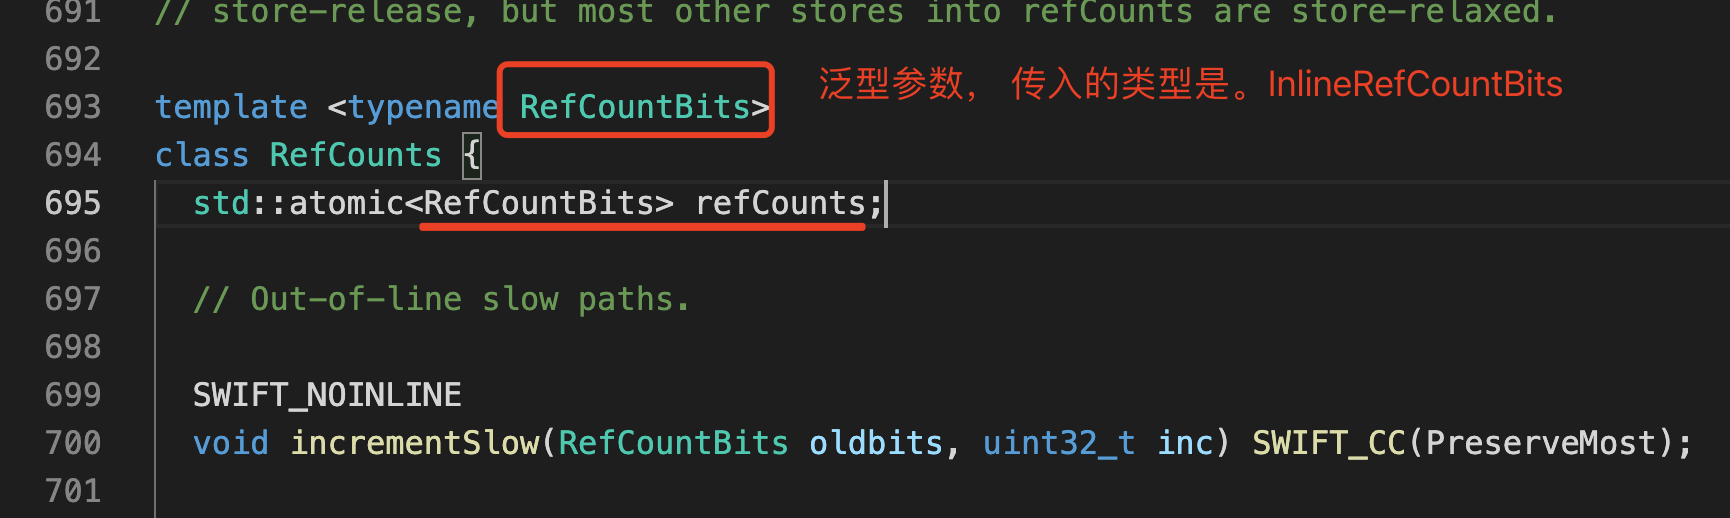 691 // store-release, but most other stores into refCounts are store-relaxed.
692
693 template <typename RefCountBits> 泛型参数， 传入的类型是。InlineRefCountBits
694 class RefCounts {
695 std::atomic<RefCountBits> refCounts;
696
697 // Out-of-line slow paths.
698
699 SWIFT_NOINLINE
700 void incrementSlow(RefCountBits oldbits, uint32_t inc) SWIFT_CC(PreserveMost);
701